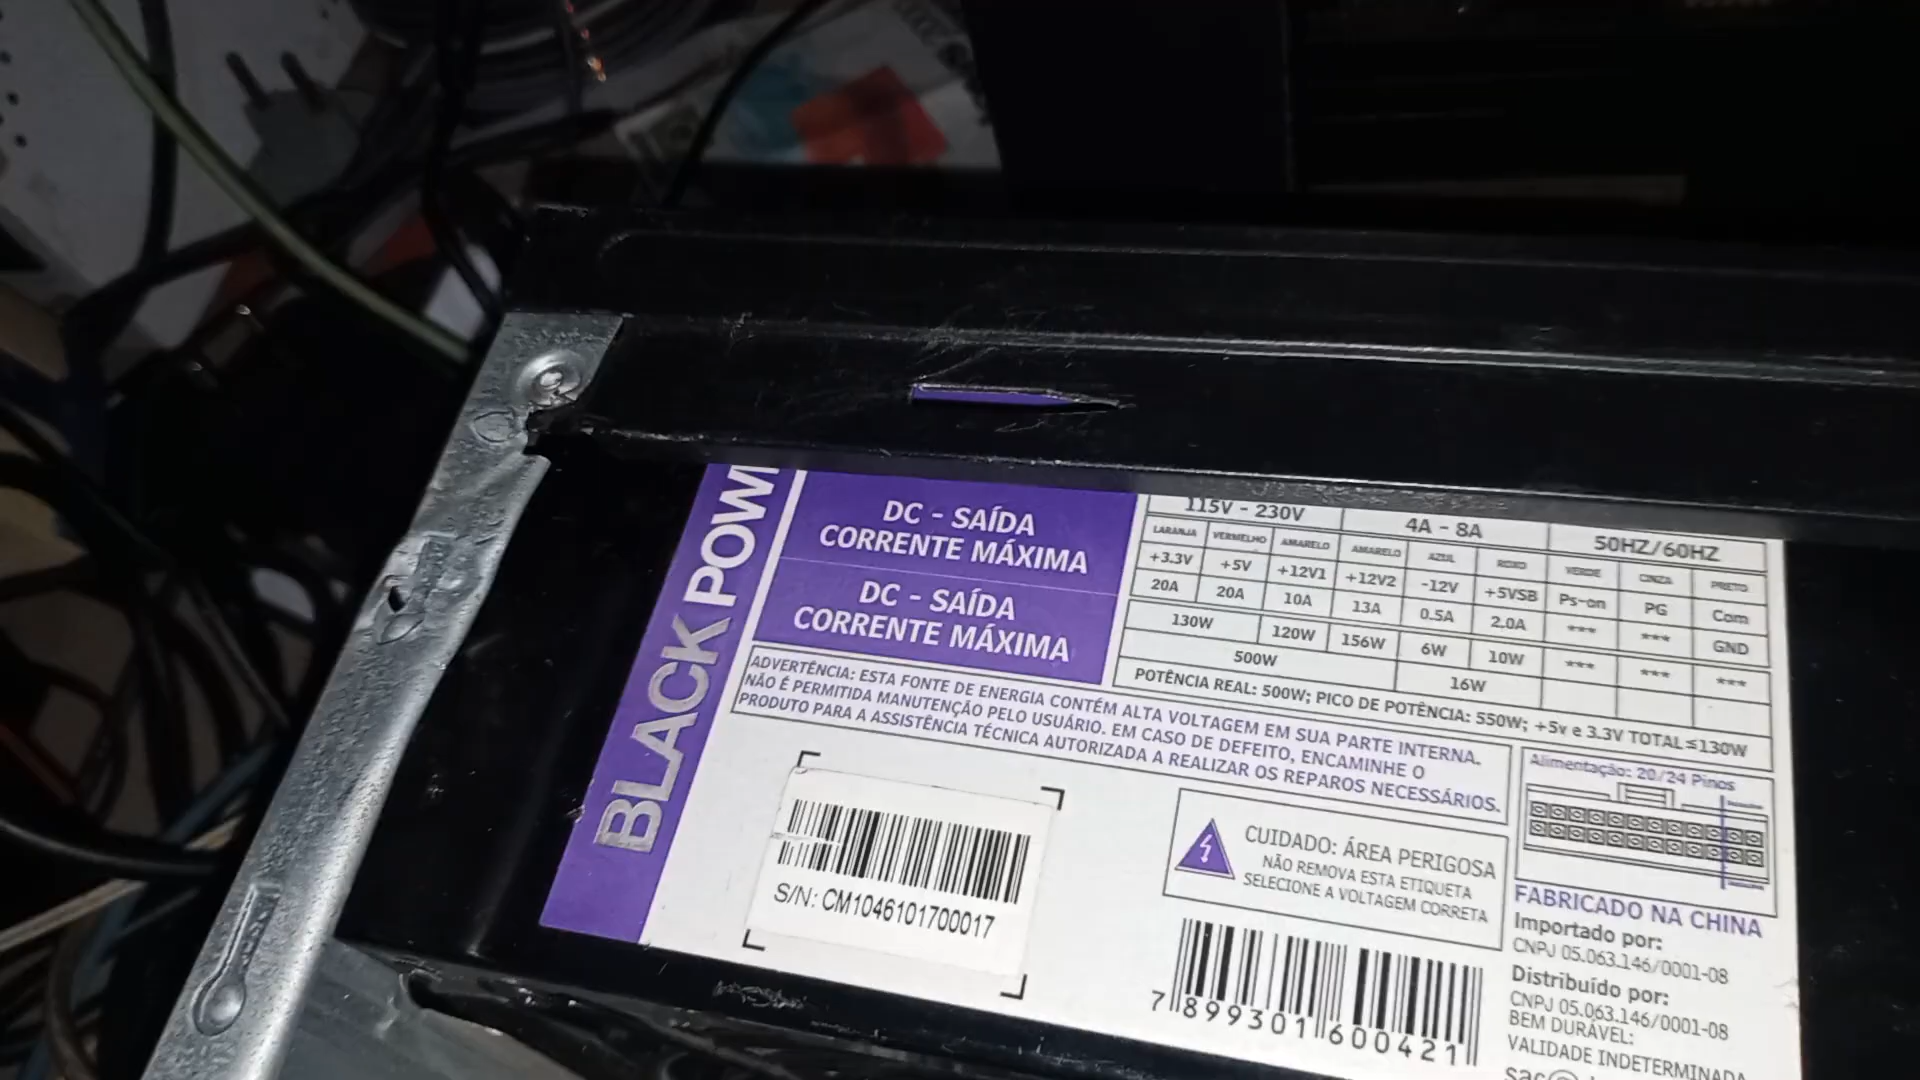 BLACK POW
DC - SAÍDA
CORRENTE MÁXIMA
DC - SAÍDA
CORRENTE MÁXIMA
115V - 230V 4A - 8A 50HZ/60HZ
LARANJA VERMELHO AMARELO AMARELO AZUL ROXO VERDE CINZA PRETO
+3.3V +5V +12V1 +12V2 -12V +5VSB Ps-on PG Com
20A 20A 10A 13A 0.5A 2.0A *** *** GND
130W 120W 156W 6W 10W *** *** ***
500W 16W
POTÊNCIA REAL: 500W; PICO DE POTÊNCIA: 550W; +5v e 3.3V TOTAL ≤130W
ADVERTÊNCIA: ESTA FONTE DE ENERGIA CONTÉM ALTA VOLTAGEM EM SUA PARTE INTERNA.
NÃO É PERMITIDA MANUTENÇÃO PELO USUÁRIO. EM CASO DE DEFEITO, ENCAMINHE O
PRODUTO PARA A ASSISTÊNCIA TÉCNICA AUTORIZADA A REALIZAR OS REPAROS NECESSÁRIOS.
Alimentação: 20/24 Pinos
S/N: CM1046101700017
CUIDADO: ÁREA PERIGOSA
NÃO REMOVA ESTA ETIQUETA
SELECIONE A VOLTAGEM CORRETA
7 899301 600421
FABRICADO NA CHINA
Importado por:
CNPJ 05.063.146/0001-08
Distribuído por:
CNPJ 05.063.146/0001-08
BEM DURÁVEL:
VALIDADE INDETERMINADA